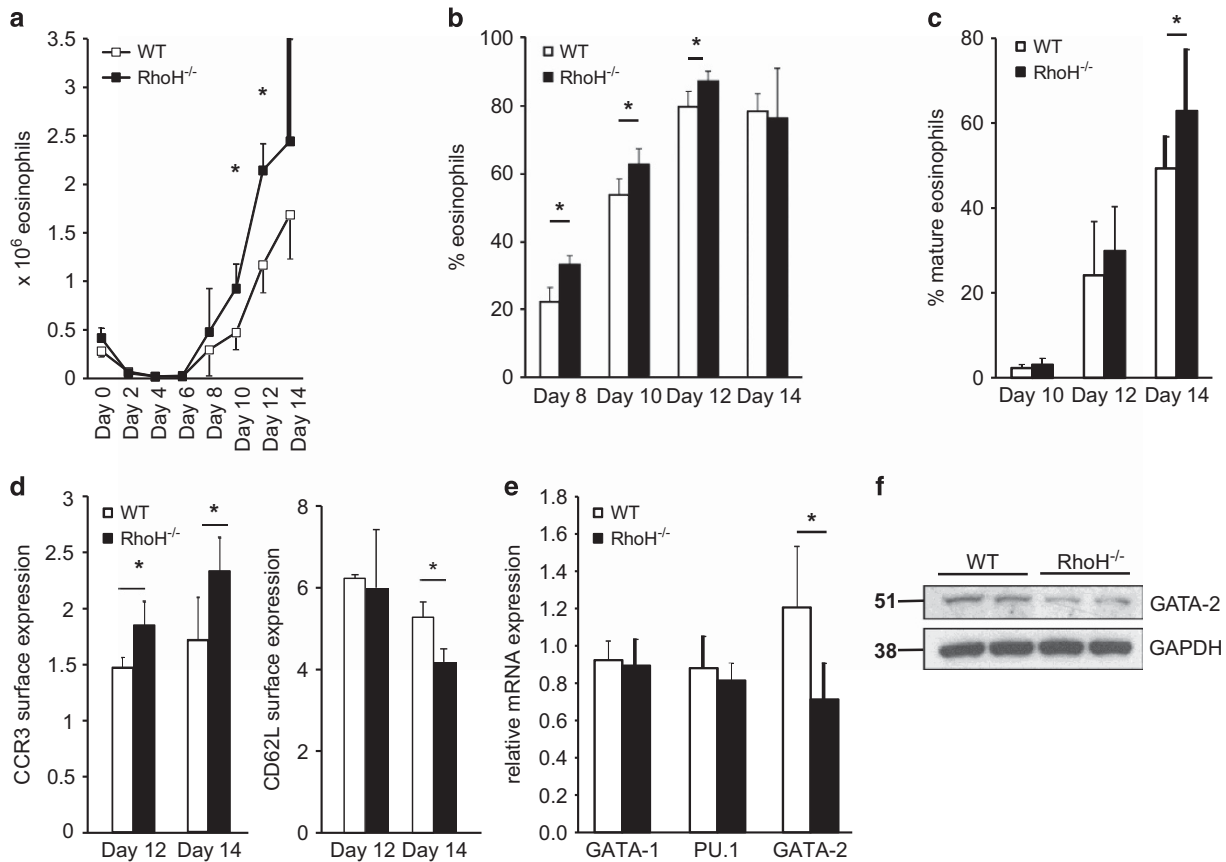 a
3.5
3
2.5
2
1.5
1
0.5
0
x 10⁶ eosinophils
WT
RhoH⁻/⁻
*
*
Day 0
Day 2
Day 4
Day 6
Day 8
Day 10
Day 12
Day 14
b
100
80
60
40
20
0
% eosinophils
WT
RhoH⁻/⁻
*
*
*
Day 8 Day 10 Day 12 Day 14
c
80
60
40
20
0
% mature eosinophils
WT
RhoH⁻/⁻
*
Day 10 Day 12 Day 14
d
3
2.5
2
1.5
1
0.5
0
CCR3 surface expression
WT
RhoH⁻/⁻
*
*
Day 12 Day 14
8
6
4
2
0
CD62L surface expression
*
Day 12 Day 14
e
1.8
1.6
1.4
1.2
1.0
0.8
0.6
0.4
0.2
0.0
relative mRNA expression
WT
RhoH⁻/⁻
*
GATA-1 PU.1 GATA-2
f
WT RhoH⁻/⁻
51 GATA-2
38 GAPDH